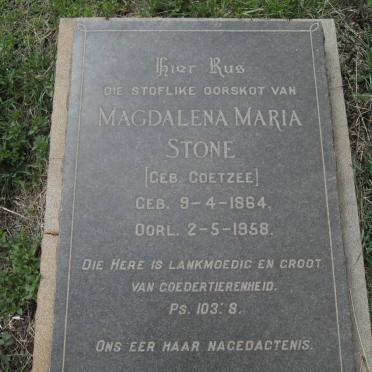 Hier Rus
DIE STOFLIKE OORSKOT VAN
MAGDALENA MARIA
STONE
[GEB. COETZEE]
GEB. 9-4-1864,
OORL. 2-5-1958.
DIE HERE IS LANKMOEDIG EN GROOT
VAN GOEDERTIERENHEID.
PS. 103:8.
ONS EER HAAR NAGEDAGTENIS.